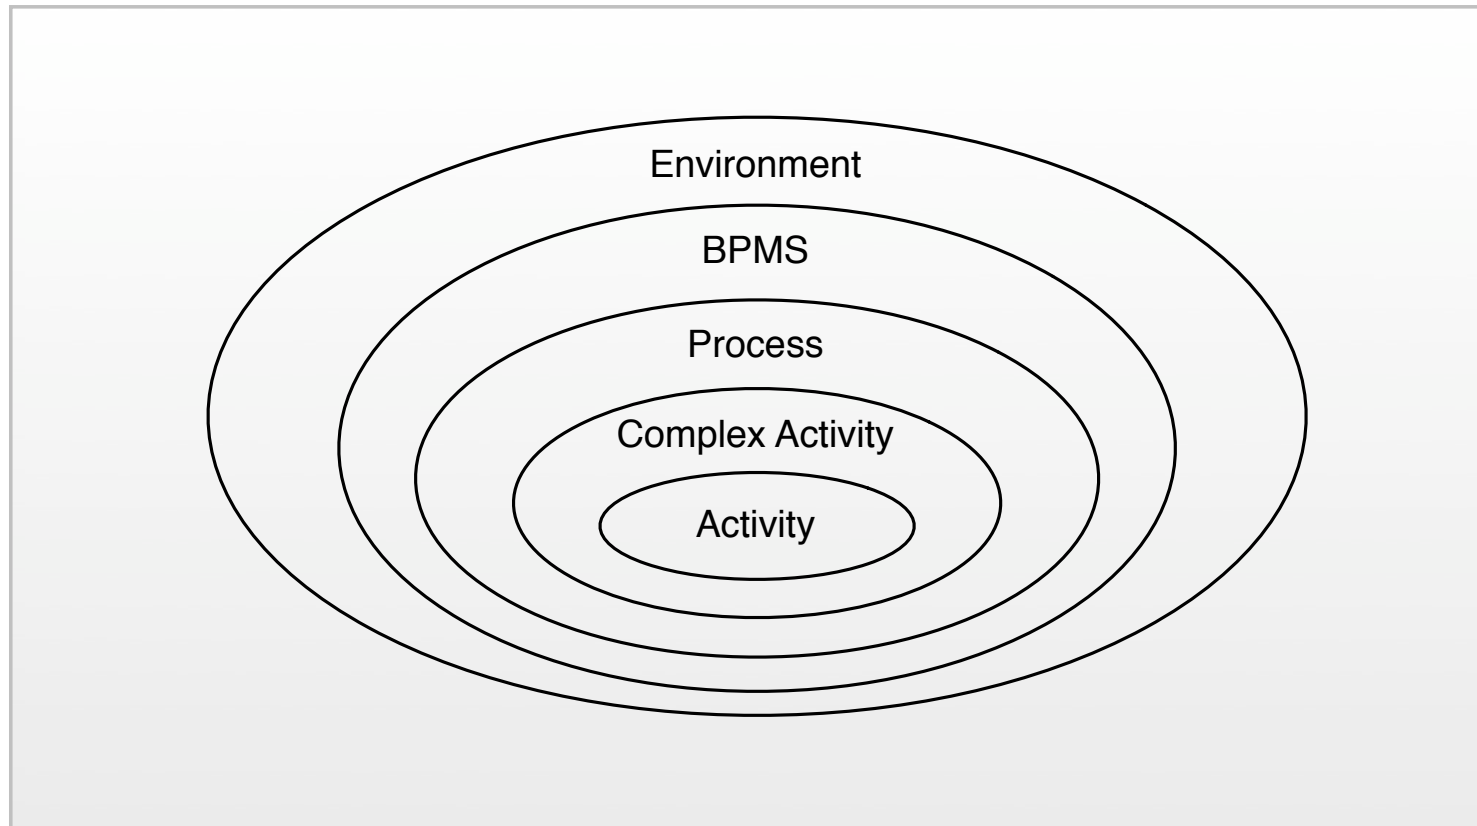 Environment
BPMS
Process
Complex Activity
Activity